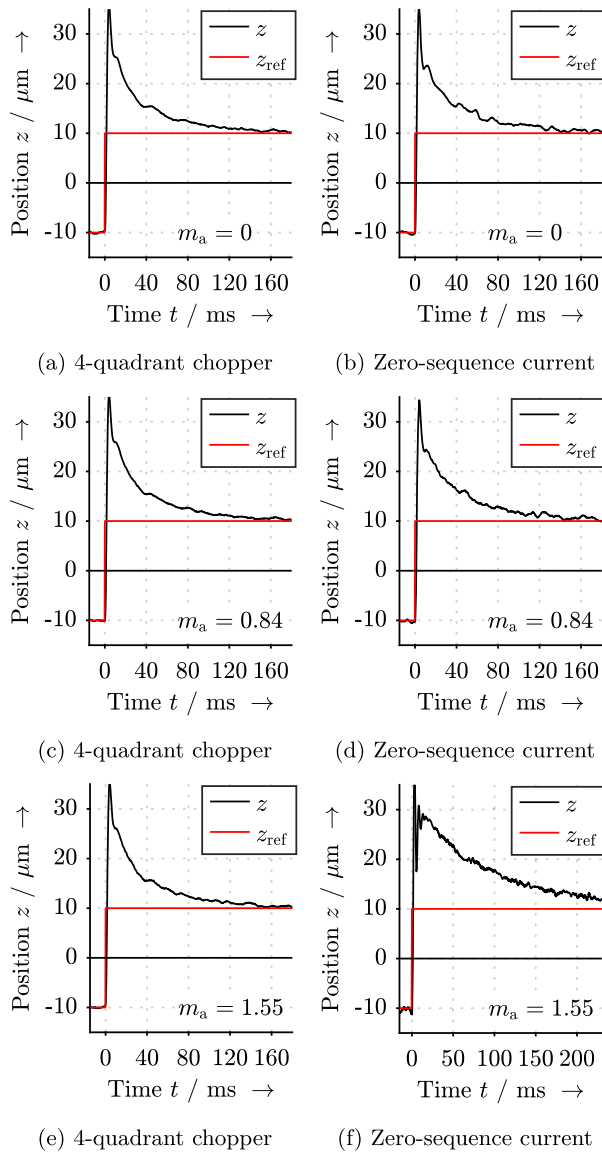 Position z / μm →
30
20
10
0
-10
z
z_ref
m_a = 0
0 40 80 120 160
Time t / ms →
(a) 4-quadrant chopper
Position z / μm →
30
20
10
0
-10
z
z_ref
m_a = 0
0 40 80 120 160
Time t / ms →
(b) Zero-sequence current
Position z / μm →
30
20
10
0
-10
z
z_ref
m_a = 0.84
0 40 80 120 160
Time t / ms →
(c) 4-quadrant chopper
Position z / μm →
30
20
10
0
-10
z
z_ref
m_a = 0.84
0 40 80 120 160
Time t / ms →
(d) Zero-sequence current
Position z / μm →
30
20
10
0
-10
z
z_ref
m_a = 1.55
0 40 80 120 160
Time t / ms →
(e) 4-quadrant chopper
Position z / μm →
30
20
10
0
-10
z
z_ref
m_a = 1.55
0 50 100 150 200
Time t / ms →
(f) Zero-sequence current